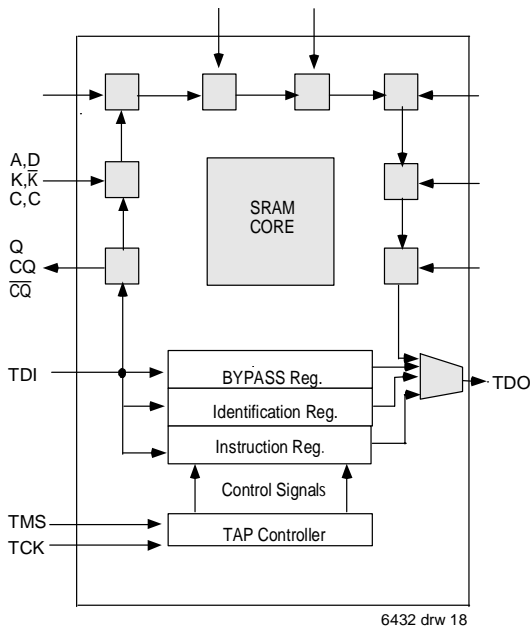 A,D
K,K̅
C,C
Q
CQ
C̅Q̅
SRAM
CORE
TDI
BYPASS Reg.
Identification Reg.
Instruction Reg.
TDO
Control Signals
TMS
TCK
TAP Controller
6432 drw 18